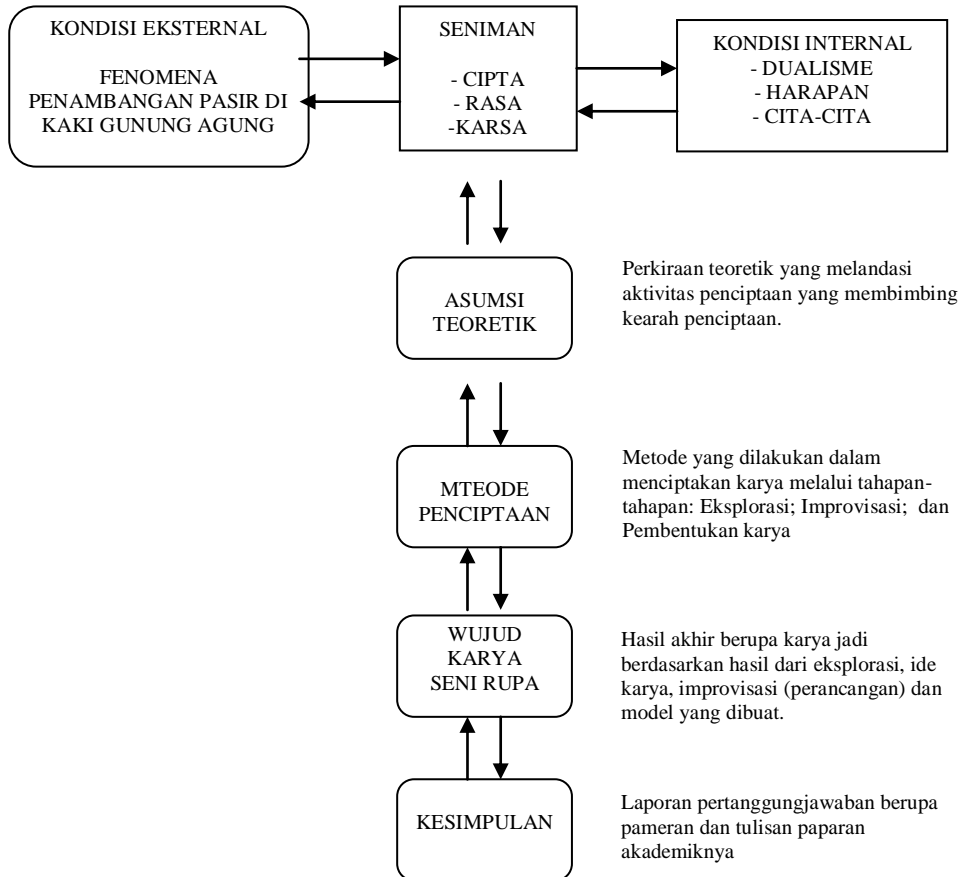 KONDISI EKSTERNAL
FENOMENA
PENAMBANGAN PASIR DI
KAKI GUNUNG AGUNG
SENIMAN
- CIPTA
- RASA
-KARSA
KONDISI INTERNAL
- DUALISME
- HARAPAN
- CITA-CITA
ASUMSI
TEORETIK
Perkiraan teoretik yang melandasi
aktivitas penciptaan yang membimbing
kearah penciptaan.
MTEODE
PENCIPTAAN
Metode yang dilakukan dalam
menciptakan karya melalui tahapan-
tahapan: Eksplorasi; Improvisasi; dan
Pembentukan karya
WUJUD
KARYA
SENI RUPA
Hasil akhir berupa karya jadi
berdasarkan hasil dari eksplorasi, ide
karya, improvisasi (perancangan) dan
model yang dibuat.
KESIMPULAN
Laporan pertanggungjawaban berupa
pameran dan tulisan paparan
akademiknya